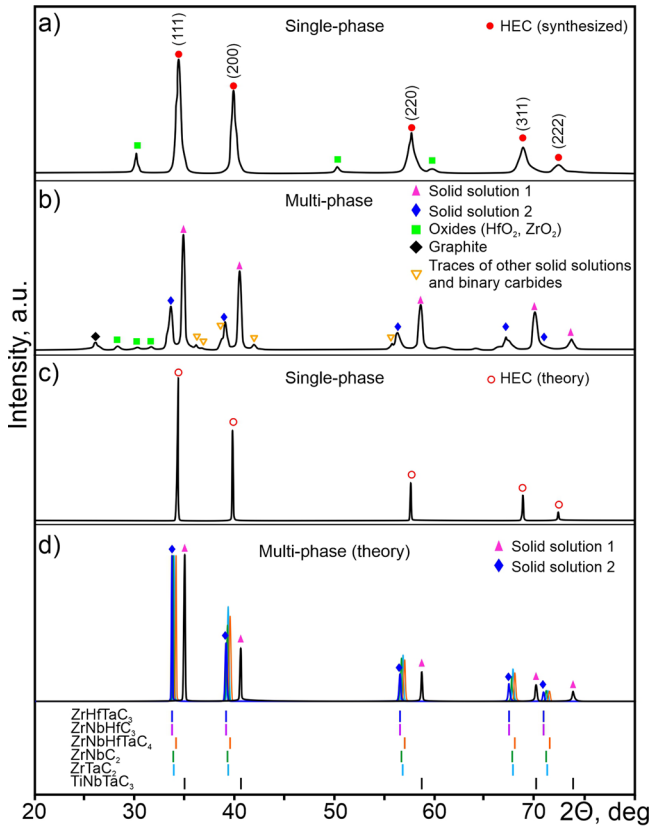 a)
Single-phase
HEC (synthesized)
(111)
(200)
(220)
(311)
(222)
b)
Multi-phase
Solid solution 1
Solid solution 2
Oxides (HfO₂, ZrO₂)
Graphite
Traces of other solid solutions
and binary carbides
Intensity, a.u.
c)
Single-phase
HEC (theory)
d)
Multi-phase (theory)
Solid solution 1
Solid solution 2
ZrHfTaC₃
ZrNbHfC₃
ZrNbHfTaC₄
ZrNbC₂
ZrTaC₂
TiNbTaC₃
20 30 40 50 60 70 2Θ, deg